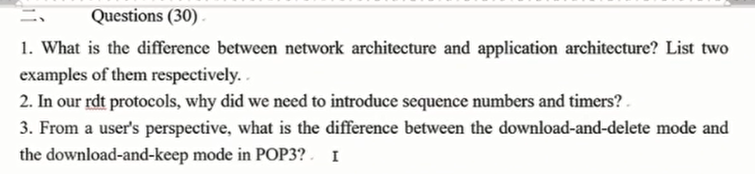 二、 Questions (30)
1. What is the difference between network architecture and application architecture? List two
examples of them respectively.
2. In our rdt protocols, why did we need to introduce sequence numbers and timers?
3. From a user's perspective, what is the difference between the download-and-delete mode and
the download-and-keep mode in POP3?